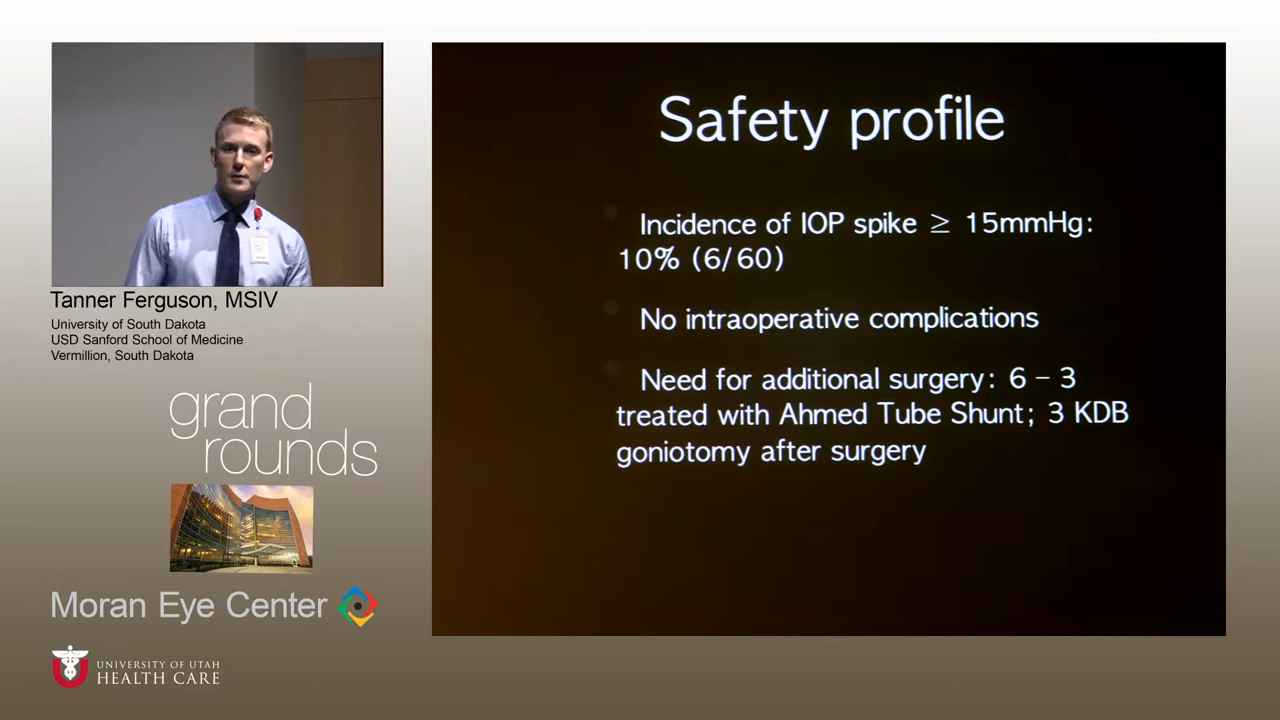 Safety profile
Incidence of IOP spike ≥ 15mmHg:
10% (6/60)
No intraoperative complications
Need for additional surgery: 6 – 3
treated with Ahmed Tube Shunt; 3 KDB
goniotomy after surgery
Tanner Ferguson, MSIV
University of South Dakota
USD Sanford School of Medicine
Vermillion, South Dakota
grand
rounds
Moran Eye Center
UNIVERSITY OF UTAH
HEALTH CARE